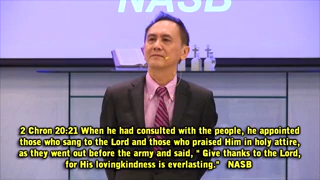 NASB
2 Chron 20:21 When he had consulted with the people, he appointed
those who sang to the Lord and those who praised Him in holy attire,
as they went out before the army and said, " Give thanks to the Lord,
for His lovingkindness is everlasting."   NASB